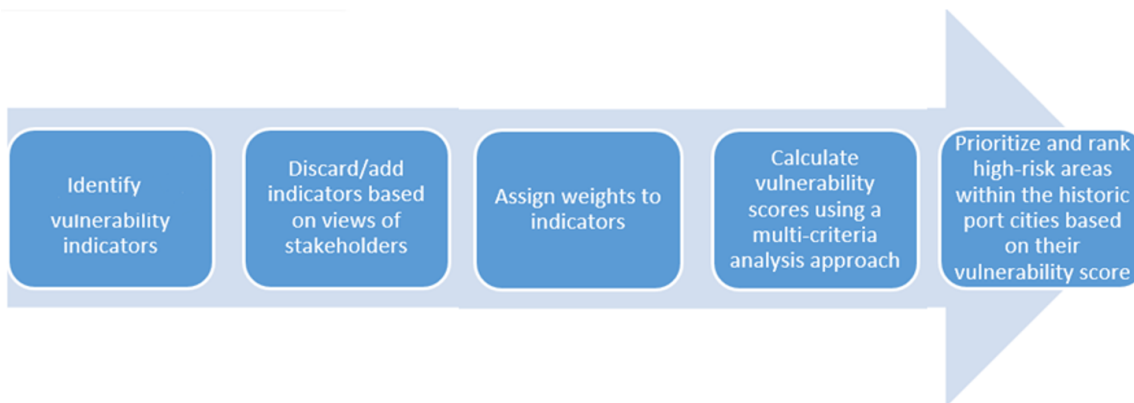 Identify
vulnerability
indicators
Discard/add
indicators based
on views of
stakeholders
Assign weights to
indicators
Calculate
vulnerability
scores using a
multi-criteria
analysis approach
Prioritize and rank
high-risk areas
within the historic
port cities based
on their
vulnerability score